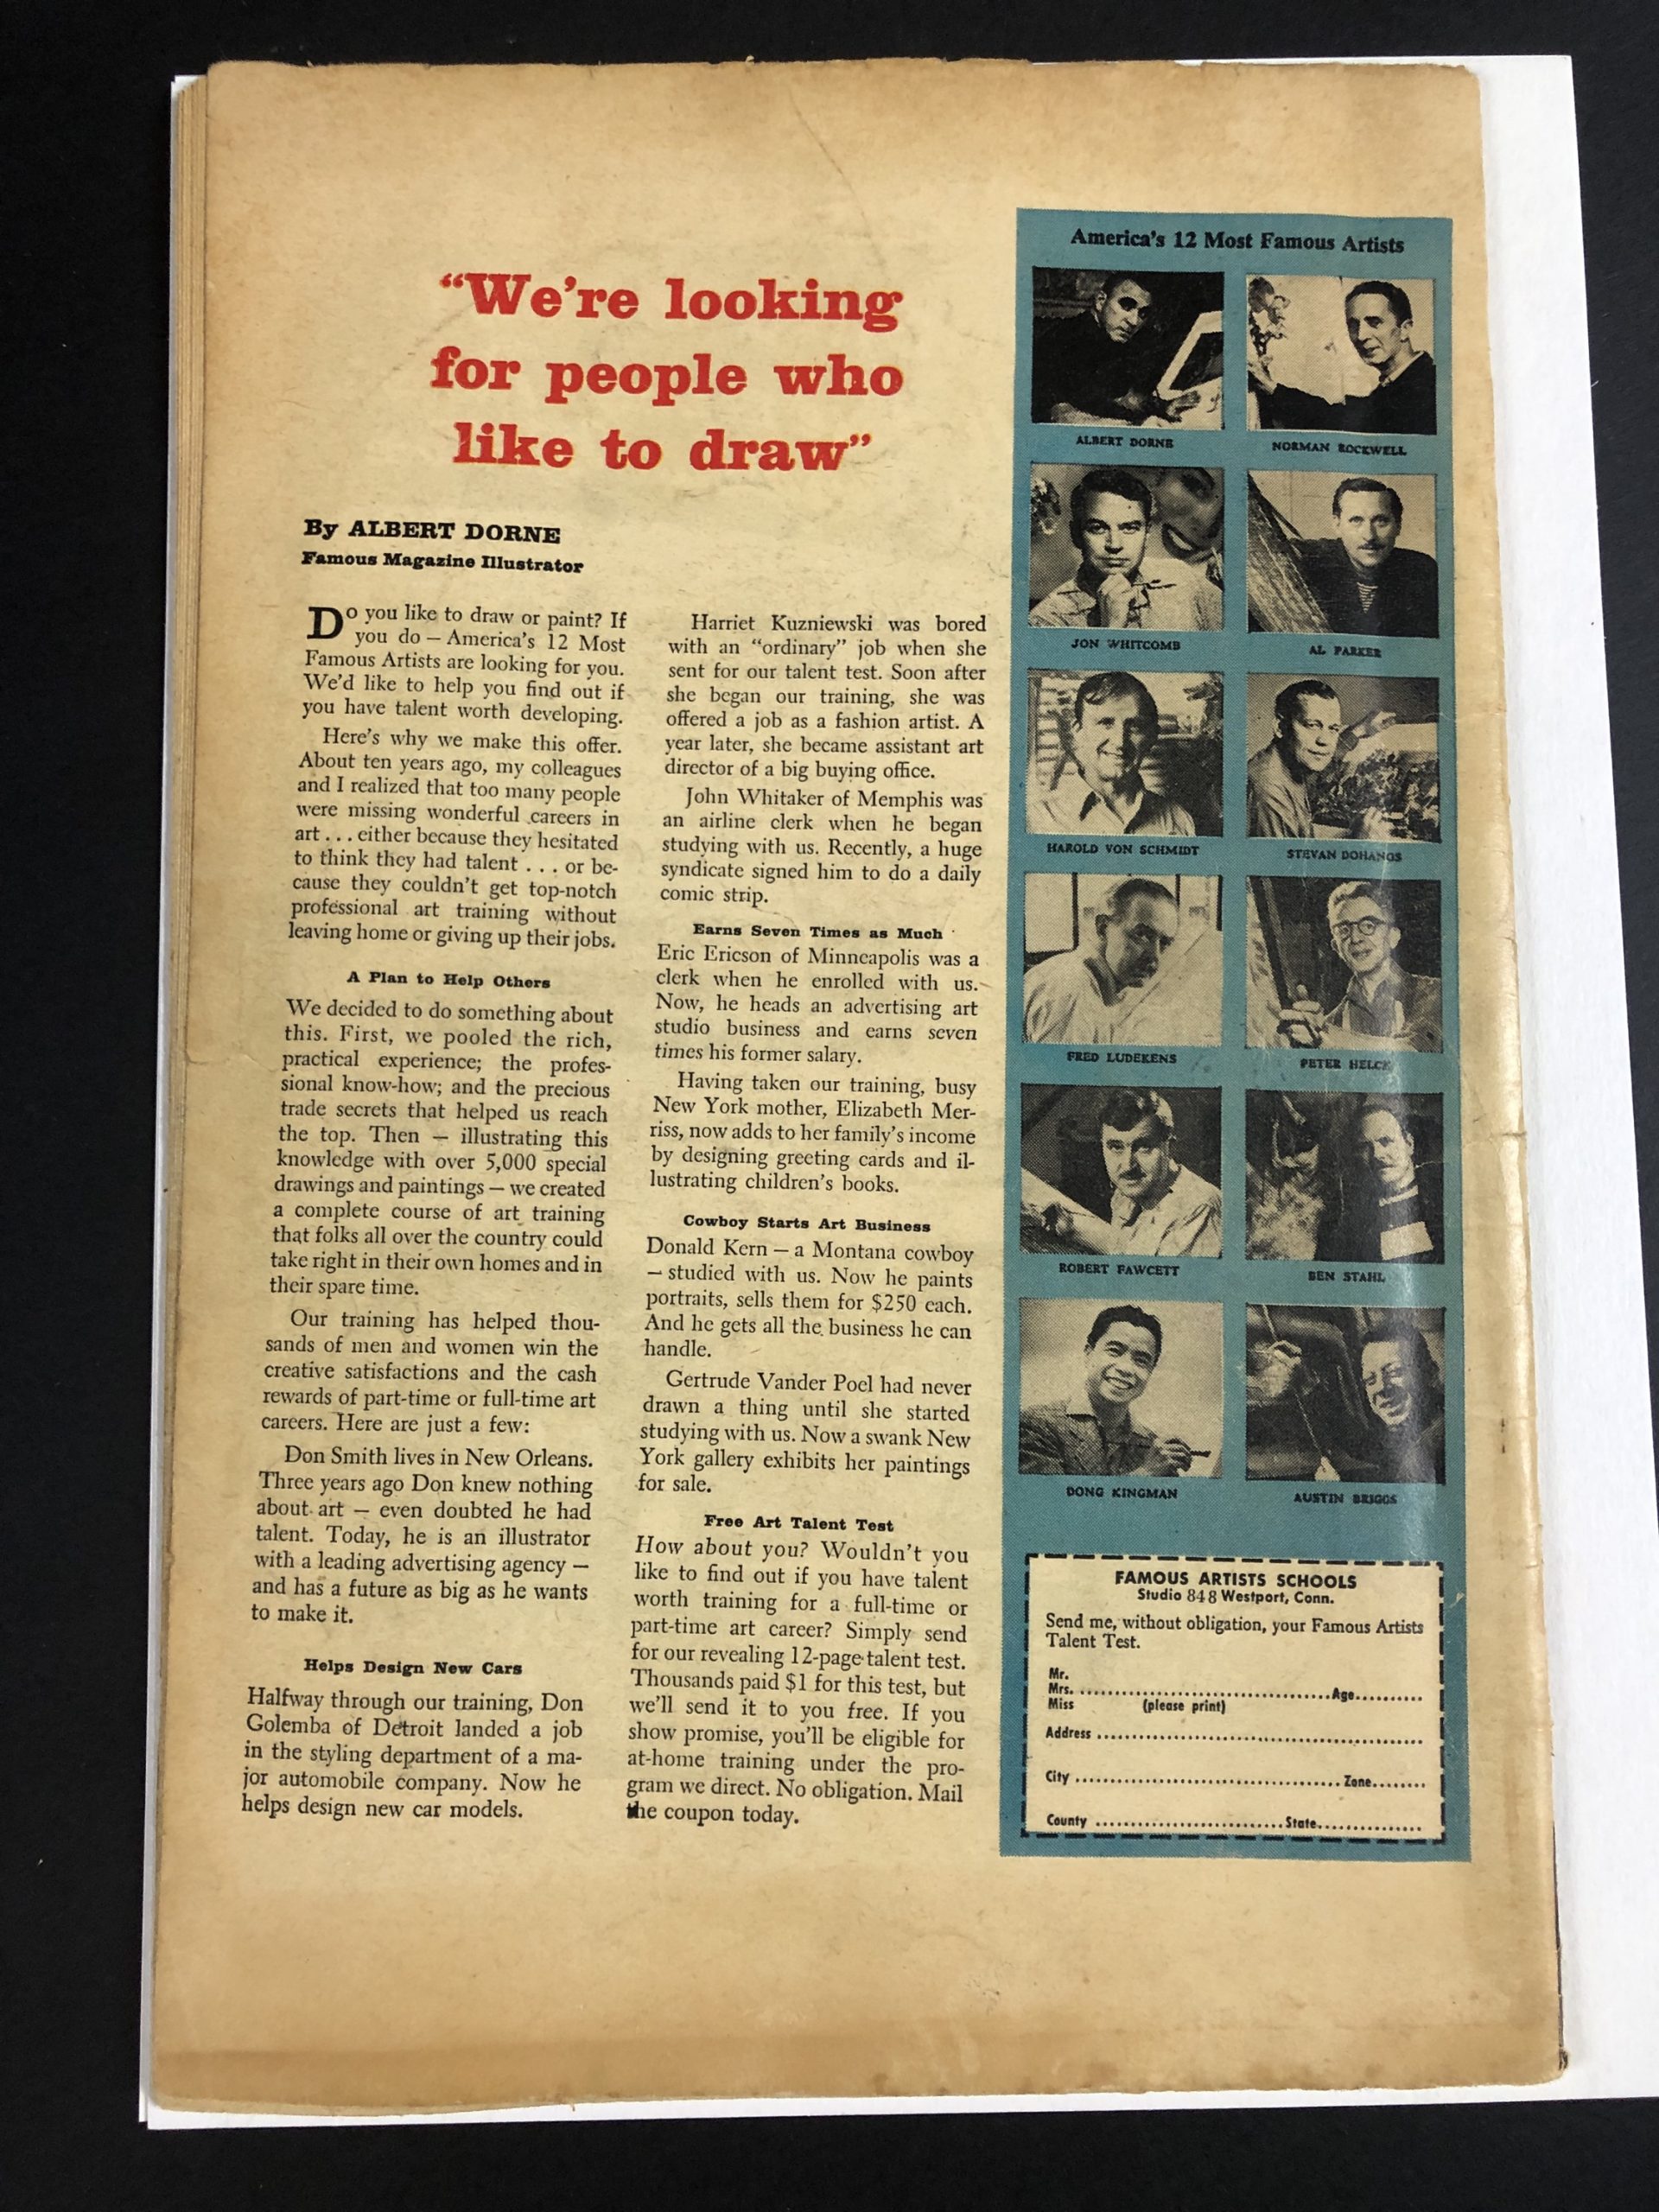 “We’re looking
for people who
like to draw”
By ALBERT DORNE
Famous Magazine Illustrator
Do you like to draw or paint? If
you do — America’s 12 Most
Famous Artists are looking for you.
We’d like to help you find out if
you have talent worth developing.
Here’s why we make this offer.
About ten years ago, my colleagues
and I realized that too many people
were missing wonderful careers in
art . . . either because they hesitated
to think they had talent . . . or be-
cause they couldn’t get top-notch
professional art training without
leaving home or giving up their jobs.
A Plan to Help Others
We decided to do something about
this. First, we pooled the rich,
practical experience; the profes-
sional know-how; and the precious
trade secrets that helped us reach
the top. Then — illustrating this
knowledge with over 5,000 special
drawings and paintings — we created
a complete course of art training
that folks all over the country could
take right in their own homes and in
their spare time.
Our training has helped thou-
sands of men and women win the
creative satisfactions and the cash
rewards of part-time or full-time art
careers. Here are just a few:
Don Smith lives in New Orleans.
Three years ago Don knew nothing
about art — even doubted he had
talent. Today, he is an illustrator
with a leading advertising agency —
and has a future as big as he wants
to make it.
Helps Design New Cars
Halfway through our training, Don
Golemba of Detroit landed a job
in the styling department of a ma-
jor automobile company. Now he
helps design new car models.
Harriet Kuzniewski was bored
with an “ordinary” job when she
sent for our talent test. Soon after
she began our training, she was
offered a job as a fashion artist. A
year later, she became assistant art
director of a big buying office.
John Whitaker of Memphis was
an airline clerk when he began
studying with us. Recently, a huge
syndicate signed him to do a daily
comic strip.
Earns Seven Times as Much
Eric Ericson of Minneapolis was a
clerk when he enrolled with us.
Now, he heads an advertising art
studio business and earns seven
times his former salary.
Having taken our training, busy
New York mother, Elizabeth Mer-
riss, now adds to her family’s income
by designing greeting cards and il-
lustrating children’s books.
Cowboy Starts Art Business
Donald Kern — a Montana cowboy
— studied with us. Now he paints
portraits, sells them for $250 each.
And he gets all the business he can
handle.
Gertrude Vander Poel had never
drawn a thing until she started
studying with us. Now a swank New
York gallery exhibits her paintings
for sale.
Free Art Talent Test
How about you? Wouldn’t you
like to find out if you have talent
worth training for a full-time or
part-time art career? Simply send
for our revealing 12-page talent test.
Thousands paid $1 for this test, but
we’ll send it to you free. If you
show promise, you’ll be eligible for
at-home training under the pro-
gram we direct. No obligation. Mail
the coupon today.
America’s 12 Most Famous Artists
ALBERT DORNE
NORMAN ROCKWELL
JON WHITCOMB
AL PARKER
HAROLD VON SCHMIDT
STEVAN DOHANOS
FRED LUDEKENS
PETER HELCK
ROBERT FAWCETT
BEN STAHL
DONG KINGMAN
AUSTIN BRIGGS
FAMOUS ARTISTS SCHOOLS
Studio 848 Westport, Conn.
Send me, without obligation, your Famous Artists
Talent Test.
Mr.
Mrs. ........................................ Age..........
Miss (please print)
Address ..................................................
City ........................................ Zone........
County .............................. State................